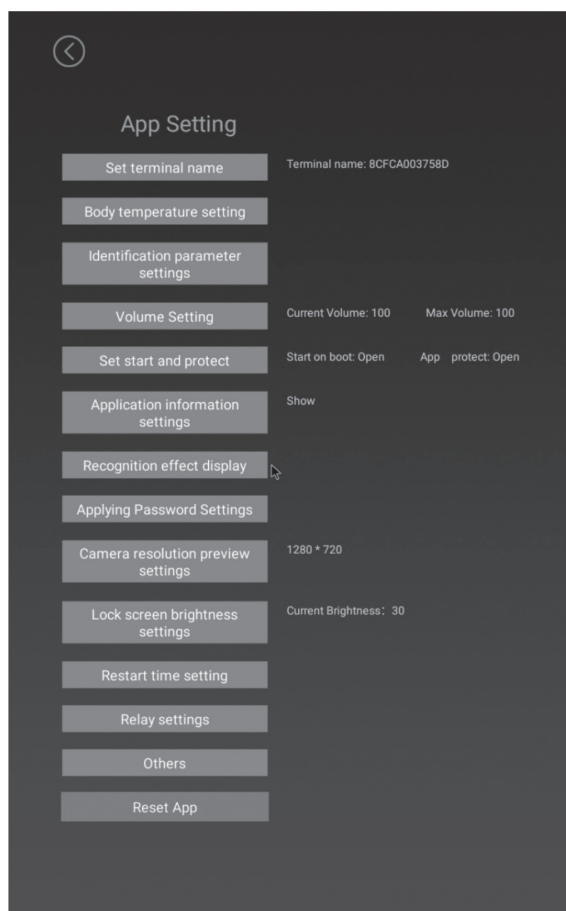 App Setting
Set terminal name
Terminal name: 8CFCA003758D
Body temperature setting
Identification parameter
settings
Volume Setting
Current Volume: 100 Max Volume: 100
Set start and protect
Start on boot: Open App protect: Open
Application information
settings
Show
Recognition effect display
Applying Password Settings
Camera resolution preview
settings
1280 * 720
Lock screen brightness
settings
Current Brightness: 30
Restart time setting
Relay settings
Others
Reset App